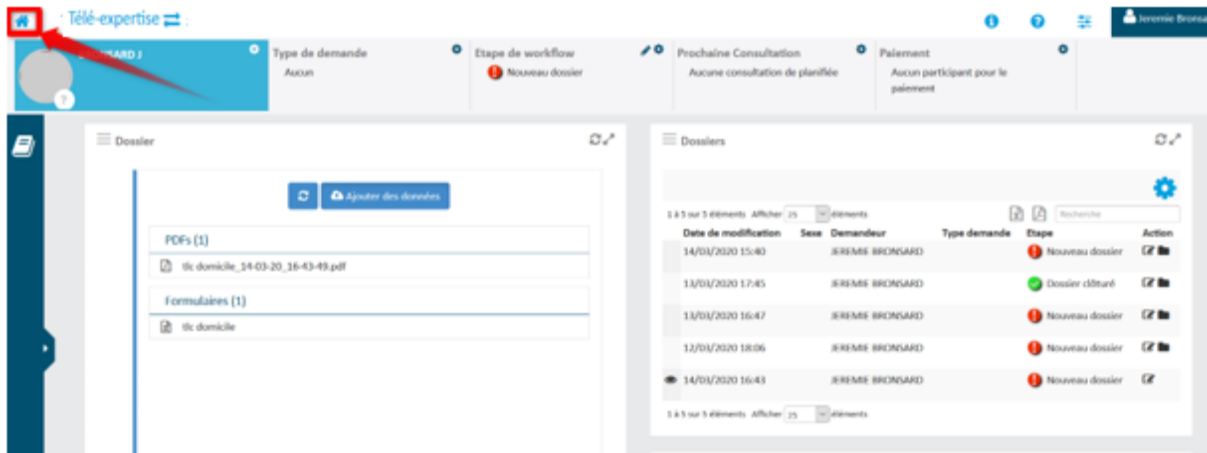 Télé-expertise
Jeremie Bronsa
Type de demande
Aucun
Etape de workflow
Nouveau dossier
Prochaine Consultation
Aucune consultation de planifiée
Paiement
Aucun participant pour le
paiement
?
Dossier
Ajouter des données
PDFs (1)
tlc domicile_14-03-20_16-43-49.pdf
Formulaires (1)
tlc domicile
Dossiers
1 à 5 sur 5 éléments Afficher 25 éléments
Recherche
Date de modification Sexe Demandeur Type demande Etape Action
14/03/2020 15:40 JEREMIE BRONSARD Nouveau dossier
13/03/2020 17:45 JEREMIE BRONSARD Dossier clôturé
13/03/2020 16:47 JEREMIE BRONSARD Nouveau dossier
12/03/2020 18:06 JEREMIE BRONSARD Nouveau dossier
14/03/2020 16:43 JEREMIE BRONSARD Nouveau dossier
1 à 5 sur 5 éléments Afficher 25 éléments